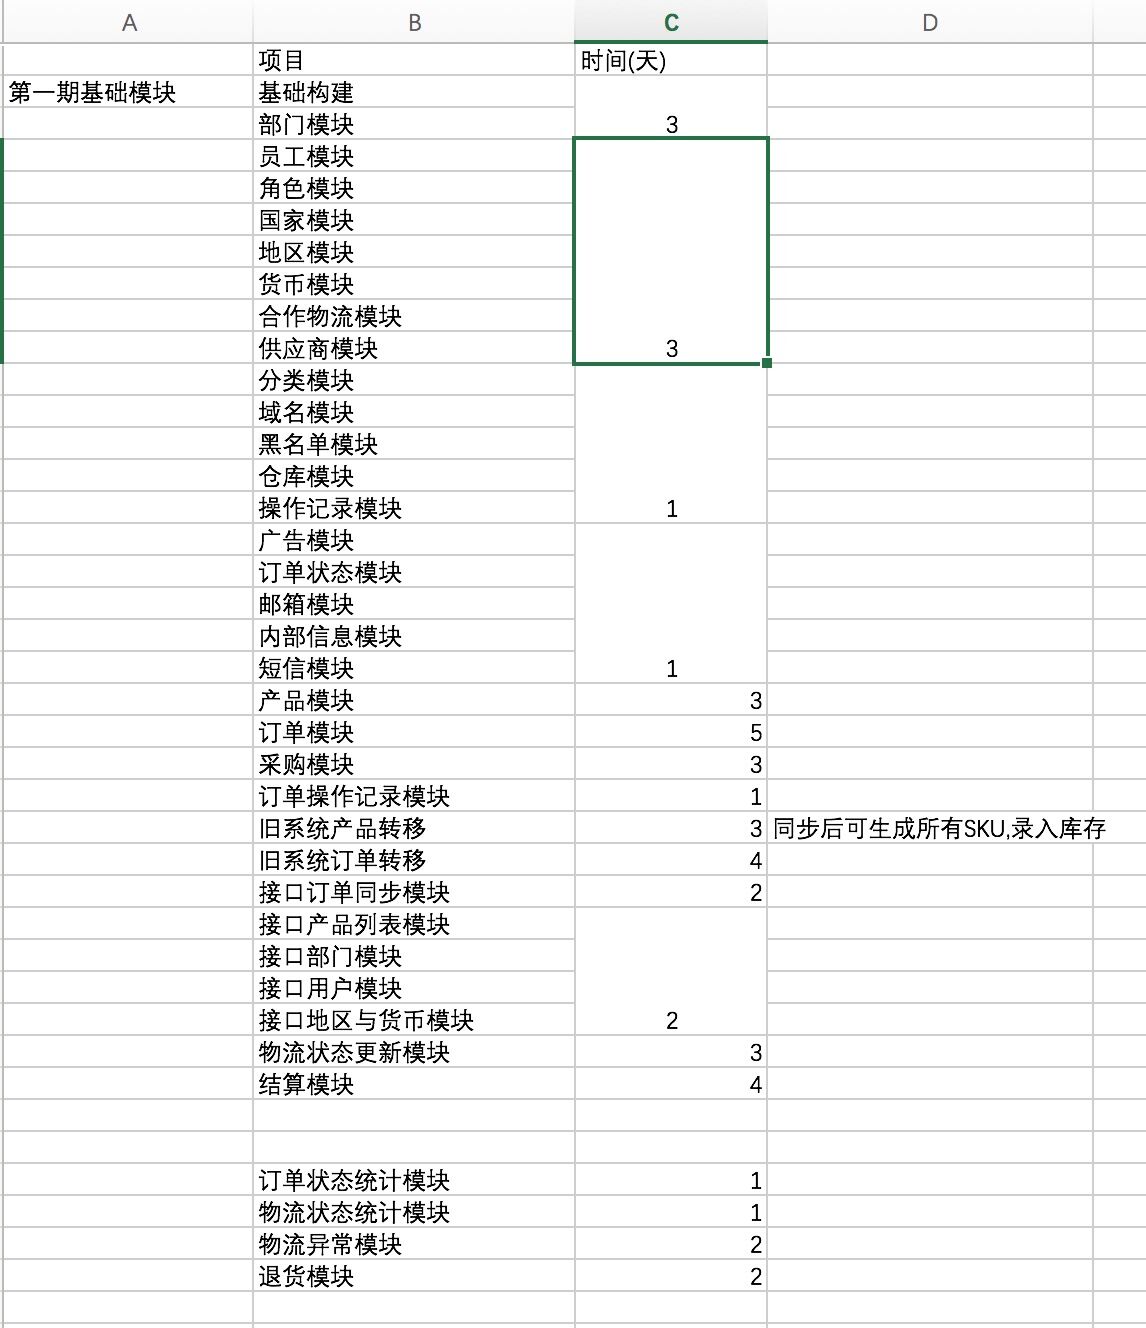 A B C D
项目 时间(天)
第一期基础模块 基础构建
部门模块 3
员工模块
角色模块
国家模块
地区模块
货币模块
合作物流模块
供应商模块 3
分类模块
域名模块
黑名单模块
仓库模块
操作记录模块 1
广告模块
订单状态模块
邮箱模块
内部信息模块
短信模块 1
产品模块 3
订单模块 5
采购模块 3
订单操作记录模块 1
旧系统产品转移 3 同步后可生成所有SKU,录入库存
旧系统订单转移 4
接口订单同步模块 2
接口产品列表模块
接口部门模块
接口用户模块
接口地区与货币模块 2
物流状态更新模块 3
结算模块 4
订单状态统计模块 1
物流状态统计模块 1
物流异常模块 2
退货模块 2